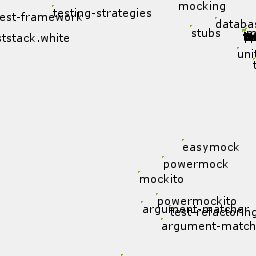 mocking
testing-strategies
est-framework
databas
stubs
tstack.white
unit
easymock
powermock
mockito
powermockito
argument-matcher
test-refactoring
argument-match